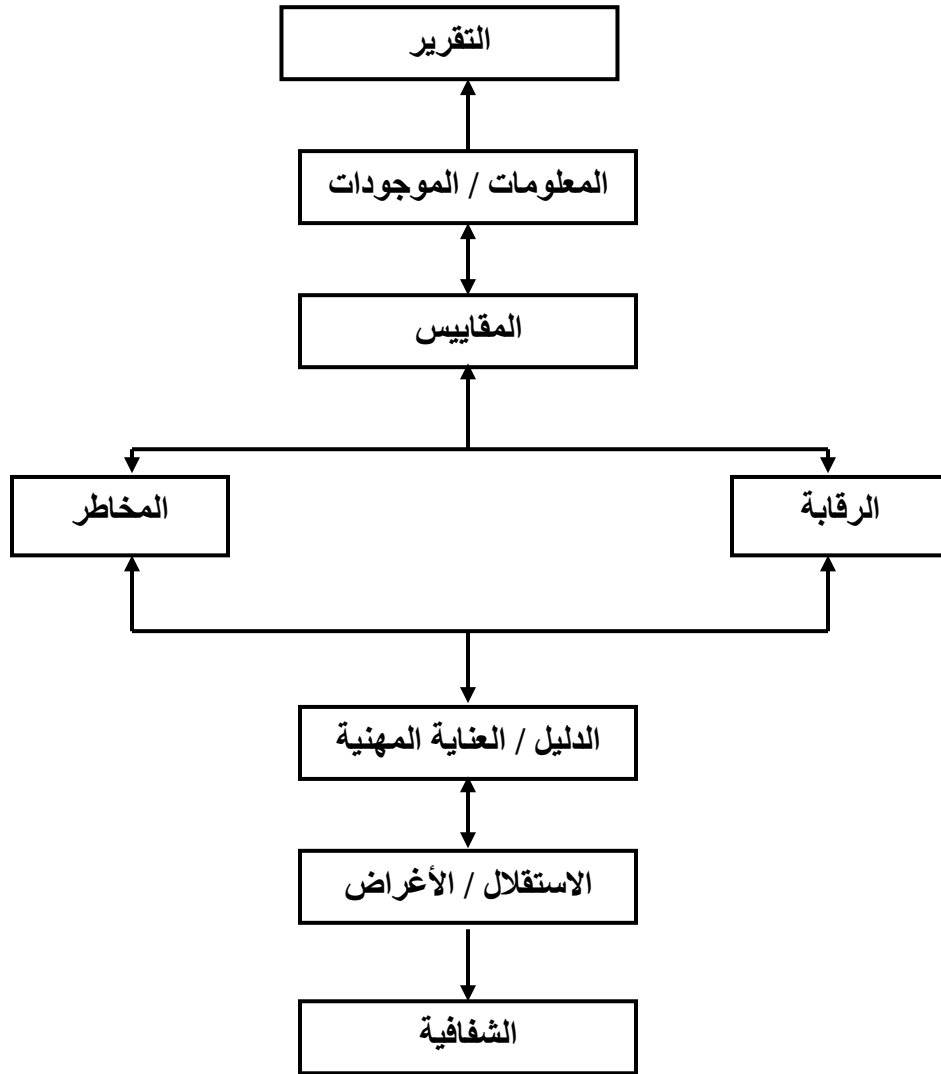 التقرير
المعلومات / الموجودات
المقاييس
الرقابة
المخاطر
الدليل / العناية المهنية
الاستقلال / الأغراض
الشفافية